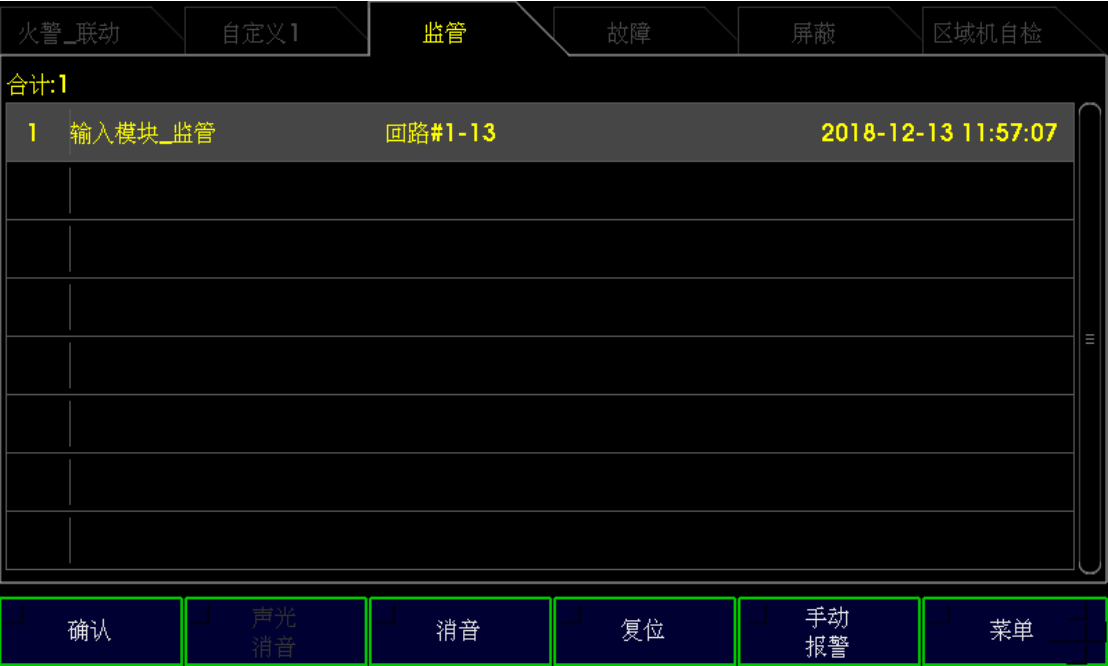 火警_联动 自定义1 监管 故障 屏蔽 区域机自检
合计:1
1 输入模块_监管 回路#1-13 2018-12-13 11:57:07
确认 声光 消音 复位 手动 菜单
消音 报警